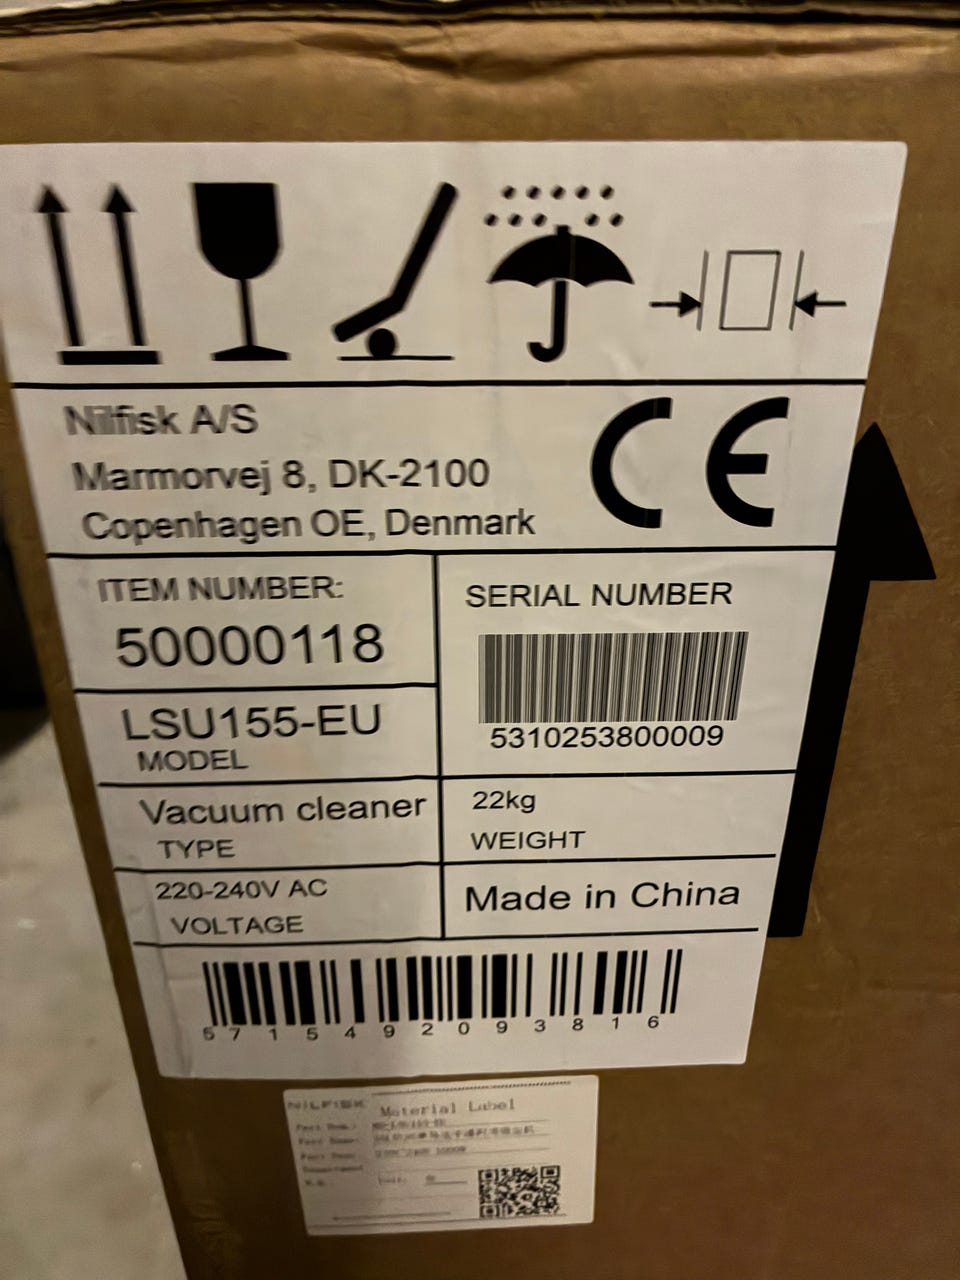 Nilfisk A/S
Marmorvej 8, DK-2100
Copenhagen OE, Denmark
CE
ITEM NUMBER:
50000118
SERIAL NUMBER
5310253800009
LSU155-EU
MODEL
Vacuum cleaner
TYPE
22kg
WEIGHT
220-240V AC
VOLTAGE
Made in China
5715492093816
NILFISK
Material Label